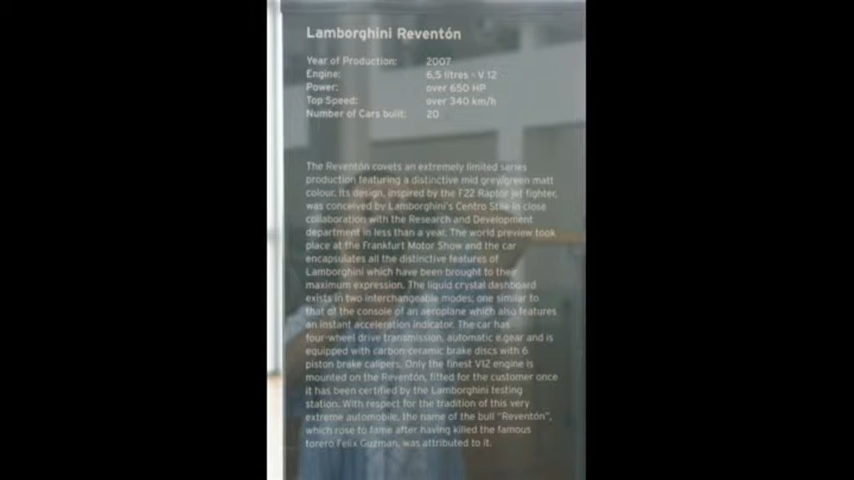 Lamborghini Reventón
Year of Production: 2007
Engine: 6,5 litres - V 12
Power: over 650 HP
Top Speed: over 340 km/h
Number of Cars built: 20
The Reventón covets an extremely limited series
production featuring a distinctive mid grey/green matt
colour. Its design, inspired by the F22 Raptor jet fighter,
was conceived by Lamborghini's Centro Stile in close
collaboration with the Research and Development
department in less than a year. The world preview took
place at the Frankfurt Motor Show and the car
encapsulates all the distinctive features of
Lamborghini which have been brought to their
maximum expression. The liquid crystal dashboard
exists in two interchangeable modes; one similar to
that of the console of an aeroplane which also features
an instant acceleration indicator. The car has
four-wheel drive transmission, automatic e.gear and is
equipped with carbon-ceramic brake discs with 6
piston brake calipers. Only the finest V12 engine is
mounted on the Reventón, fitted for the customer once
it has been certified by the Lamborghini testing
station. With respect for the tradition of this very
extreme automobile, the name of the bull "Reventón",
which rose to fame after having killed the famous
torero Felix Guzman, was attributed to it.